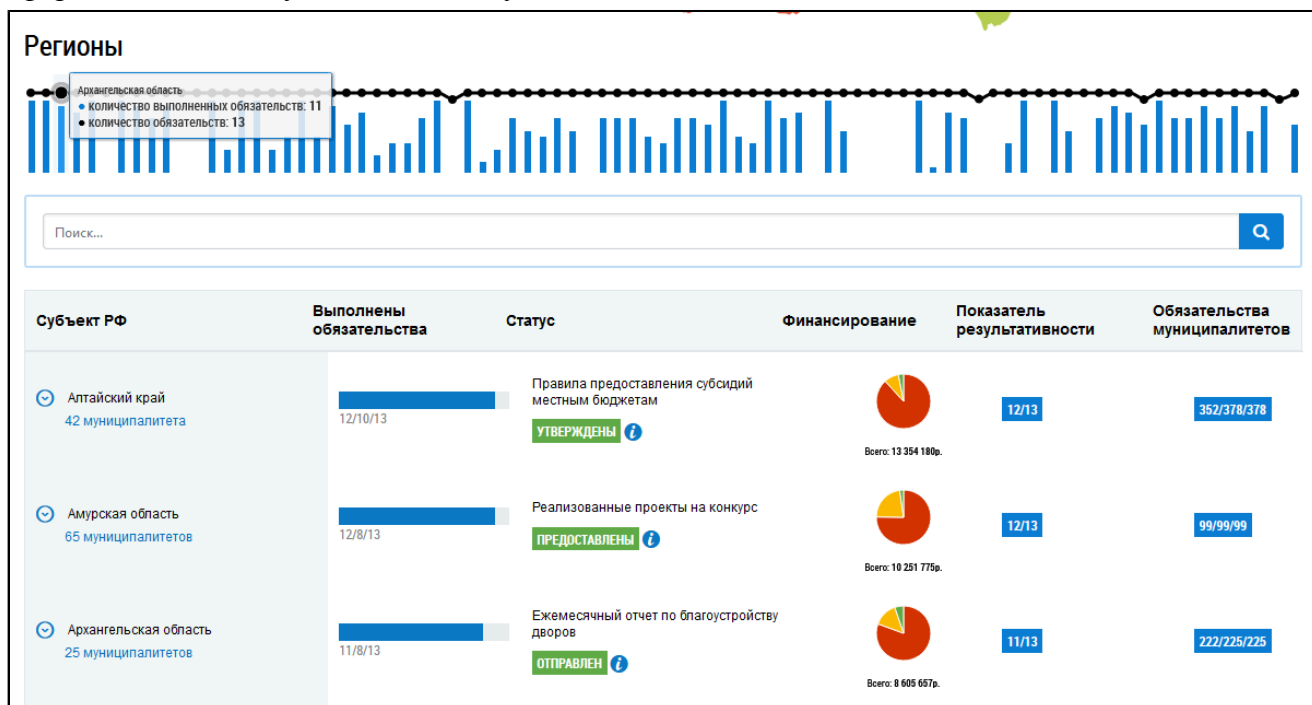 Регионы
Архангельская область
количество выполненных обязательств: 11
количество обязательств: 13
Поиск...
Субъект РФ
Выполнены
обязательства
Статус
Финансирование
Показатель
результативности
Обязательства
муниципалитетов
Алтайский край
42 муниципалитета
12/10/13
Правила предоставления субсидий
местным бюджетам
УТВЕРЖДЕНЫ
Всего: 13 354 180р.
12/13
352/378/378
Амурская область
65 муниципалитетов
12/8/13
Реализованные проекты на конкурс
ПРЕДОСТАВЛЕНЫ
Всего: 10 251 775р.
12/13
99/99/99
Архангельская область
25 муниципалитетов
11/8/13
Ежемесячный отчет по благоустройству
дворов
ОТПРАВЛЕН
Всего: 8 605 657р.
11/13
222/225/225